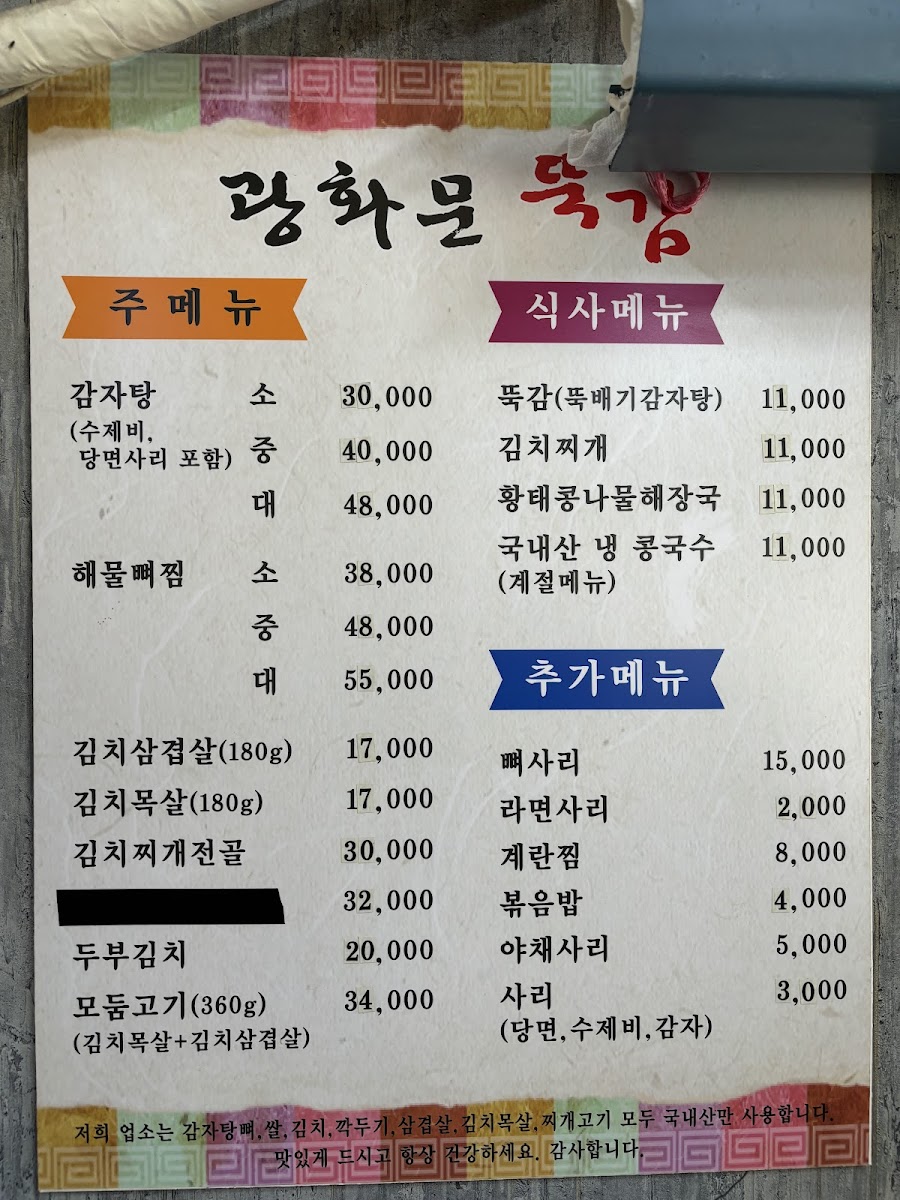 광화문 뚝감
주메뉴
감자탕 소 30,000
(수제비,
당면사리 포함) 중 40,000
대 48,000
해물뼈찜 소 38,000
중 48,000
대 55,000
김치삼겹살(180g) 17,000
김치목살(180g) 17,000
김치찌개전골 30,000
32,000
두부김치 20,000
모둠고기(360g) 34,000
(김치목살+김치삼겹살)
식사메뉴
뚝감(뚝배기감자탕) 11,000
김치찌개 11,000
황태콩나물해장국 11,000
국내산 냉 콩국수 11,000
(계절메뉴)
추가메뉴
뼈사리 15,000
라면사리 2,000
계란찜 8,000
볶음밥 4,000
야채사리 5,000
사리 3,000
(당면,수제비,감자)
저희 업소는 감자탕뼈,쌀,김치,깍두기,삼겹살,김치목살,찌개고기 모두 국내산만 사용합니다.
맛있게 드시고 항상 건강하세요. 감사합니다.